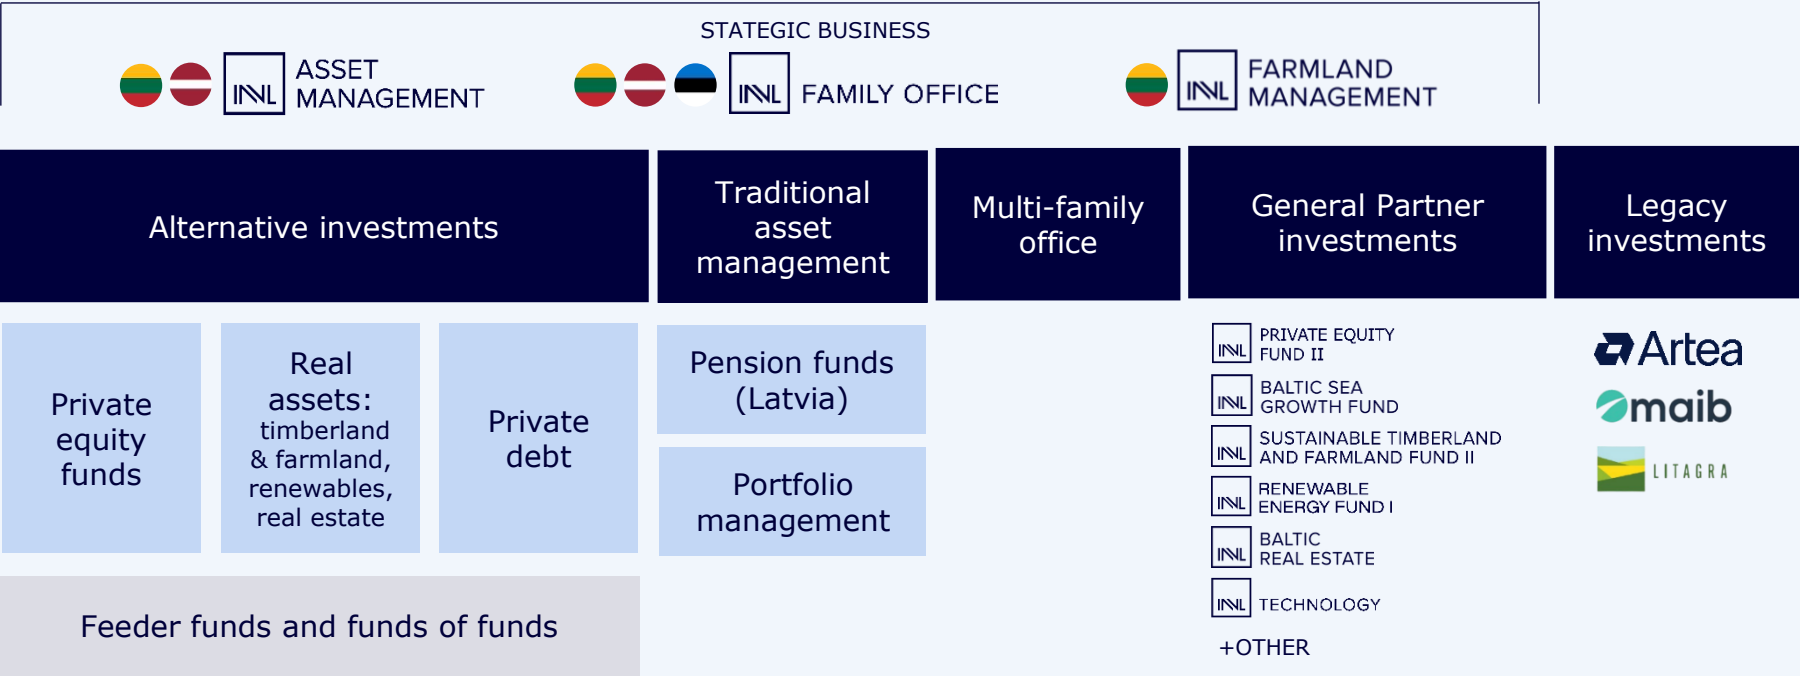 STATEGIC BUSINESS
INVL ASSET
MANAGEMENT
INVL FAMILY OFFICE
INVL FARMLAND
MANAGEMENT
Alternative investments
Traditional
asset
management
Multi-family
office
General Partner
investments
Legacy
investments
Private
equity
funds
Real
assets:
timberland
& farmland,
renewables,
real estate
Private
debt
Pension funds
(Latvia)
Portfolio
management
Feeder funds and funds of funds
INVL PRIVATE EQUITY
FUND II
INVL BALTIC SEA
GROWTH FUND
INVL SUSTAINABLE TIMBERLAND
AND FARMLAND FUND II
INVL RENEWABLE
ENERGY FUND I
INVL BALTIC
REAL ESTATE
INVL TECHNOLOGY
+OTHER
Artea
maib
LITAGRA